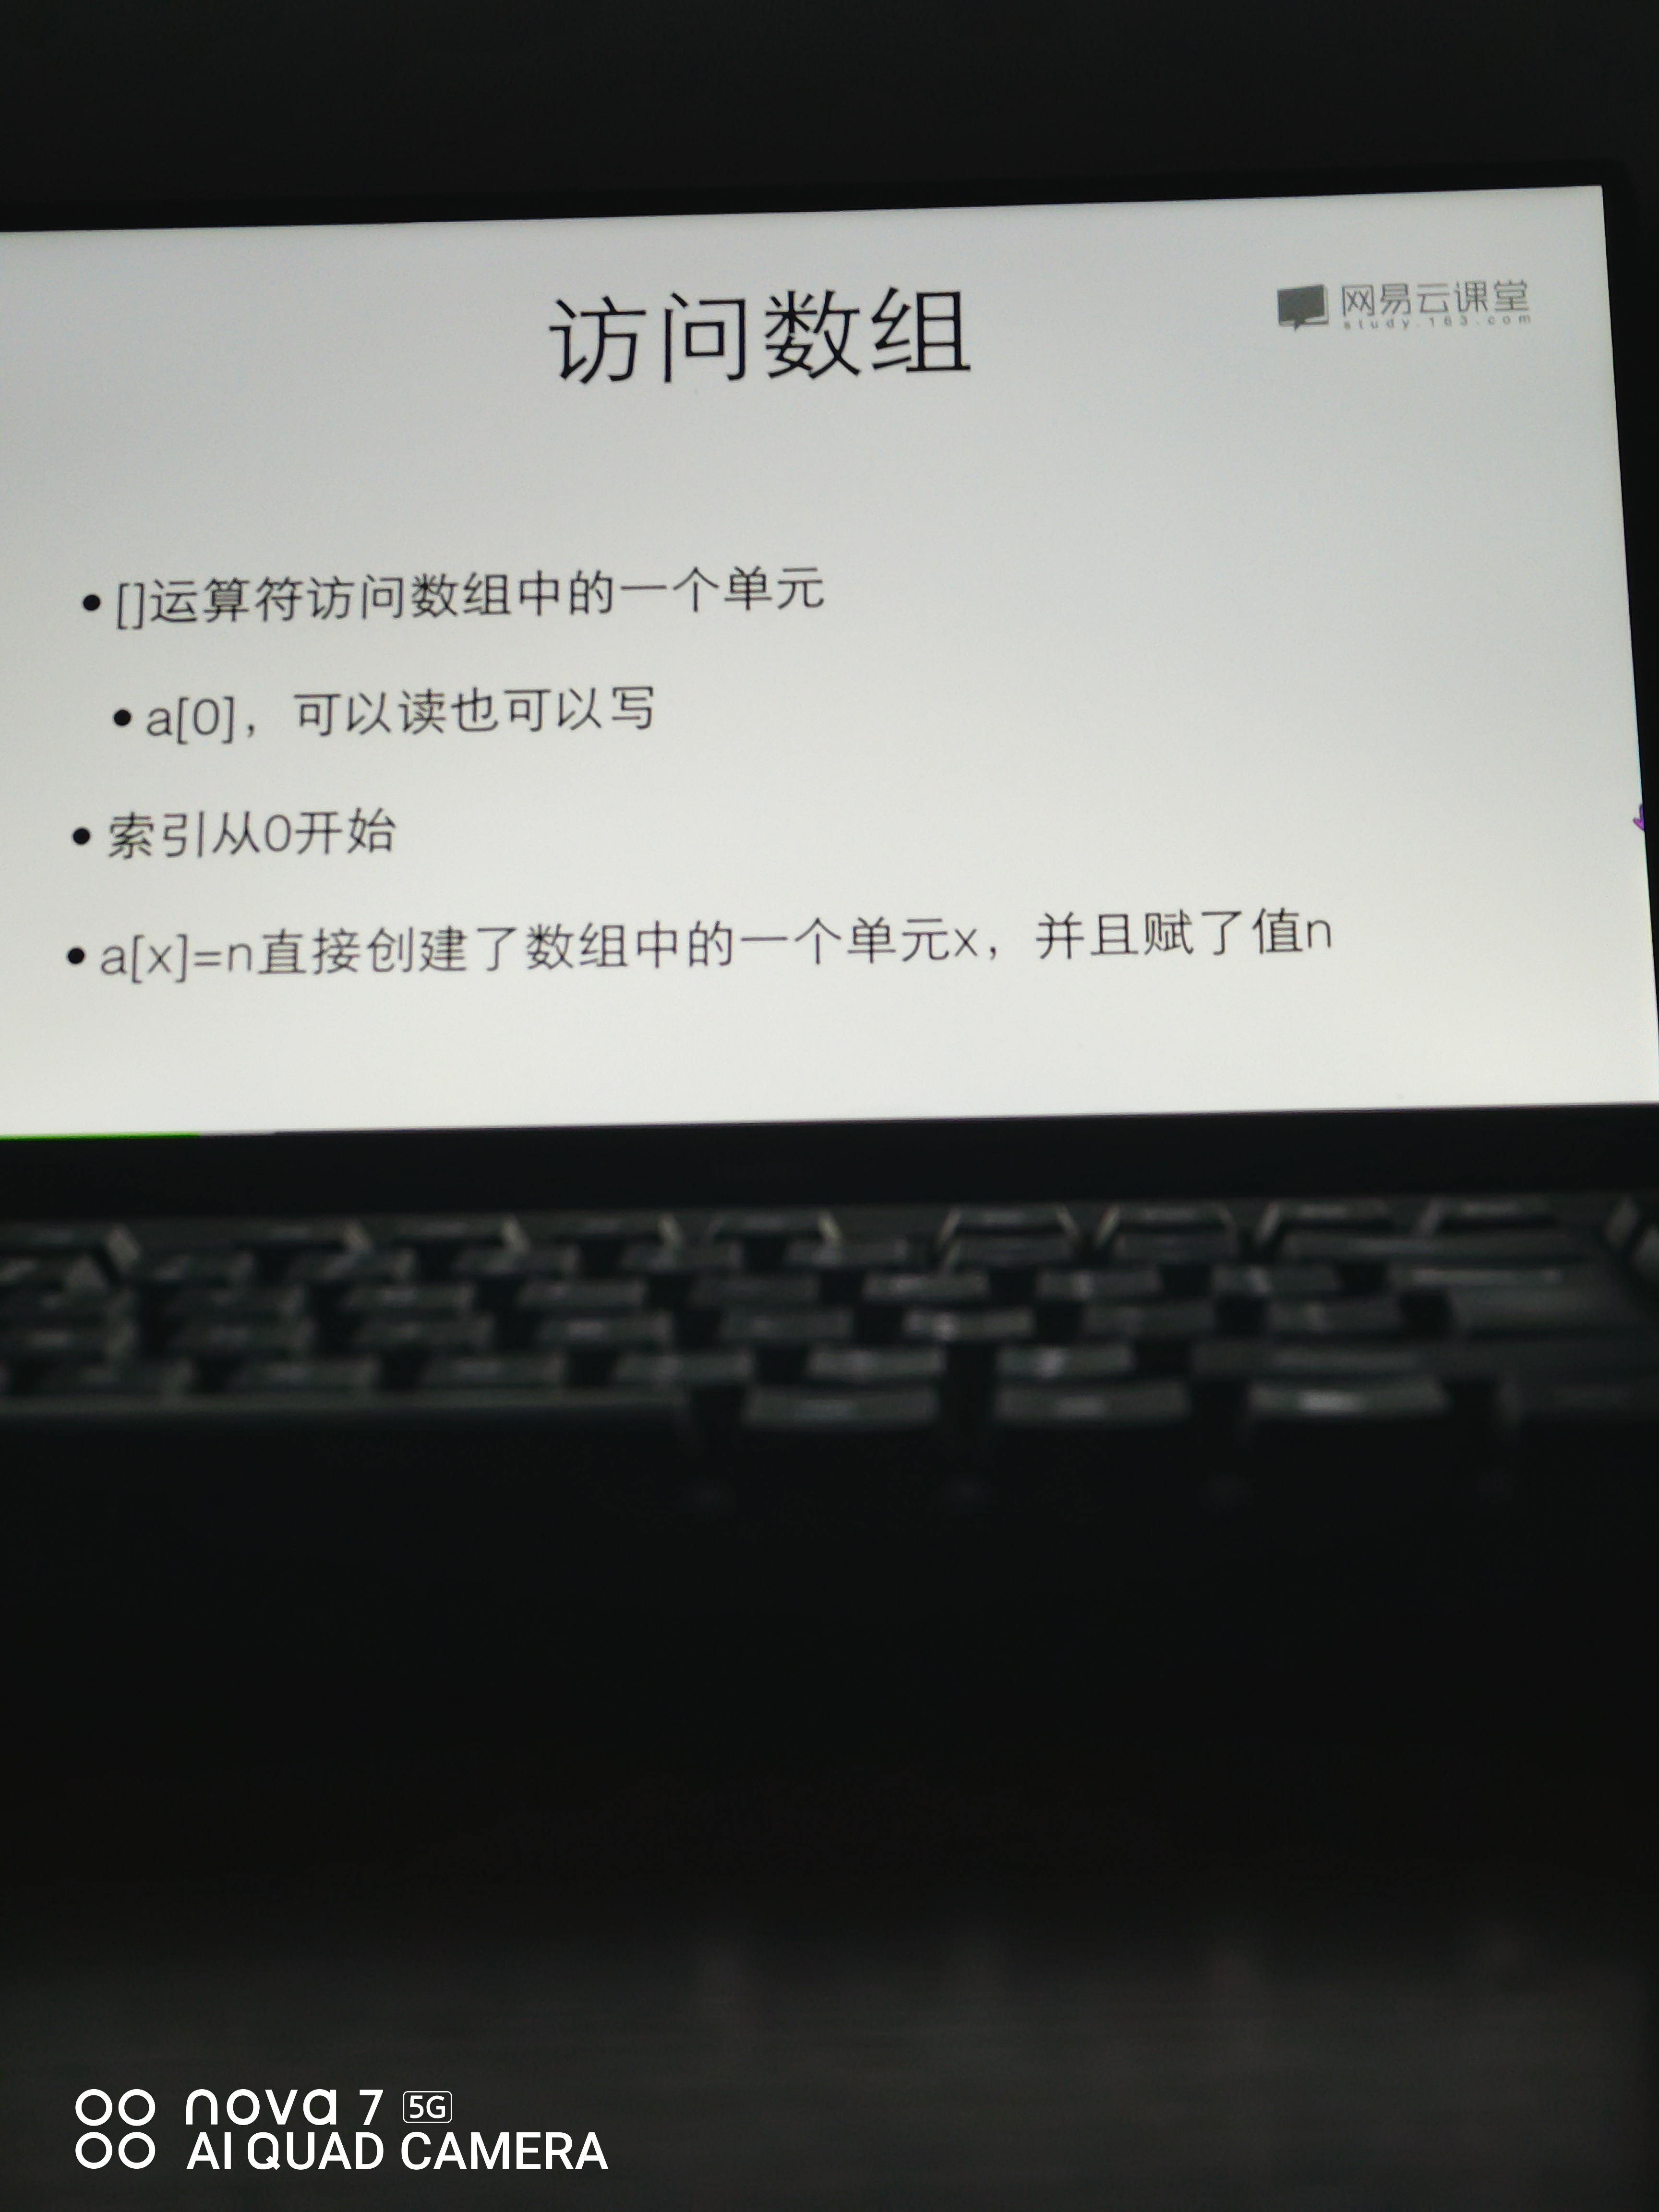 访问数组
网易云课堂
study.163.com
• []运算符访问数组中的一个单元
• a[0]，可以读也可以写
• 索引从0开始
• a[x]=n直接创建了数组中的一个单元x，并且赋了值n
nova 7 5G
AI QUAD CAMERA